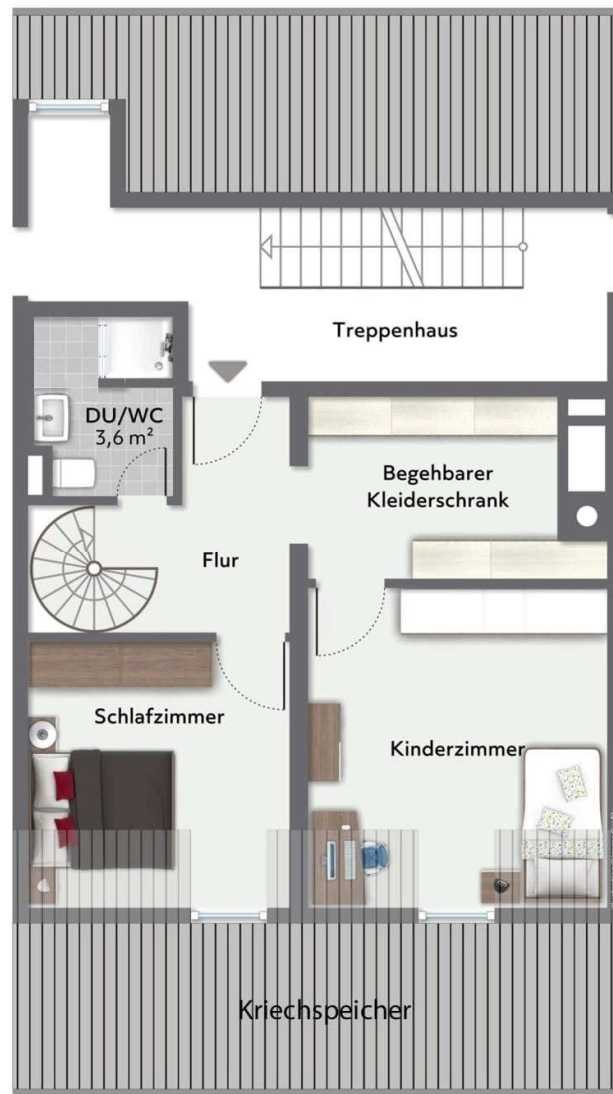 Treppenhaus
DU/WC
3,6 m²
Begehbarer
Kleiderschrank
Flur
Schlafzimmer
Kinderzimmer
Kriechspeicher